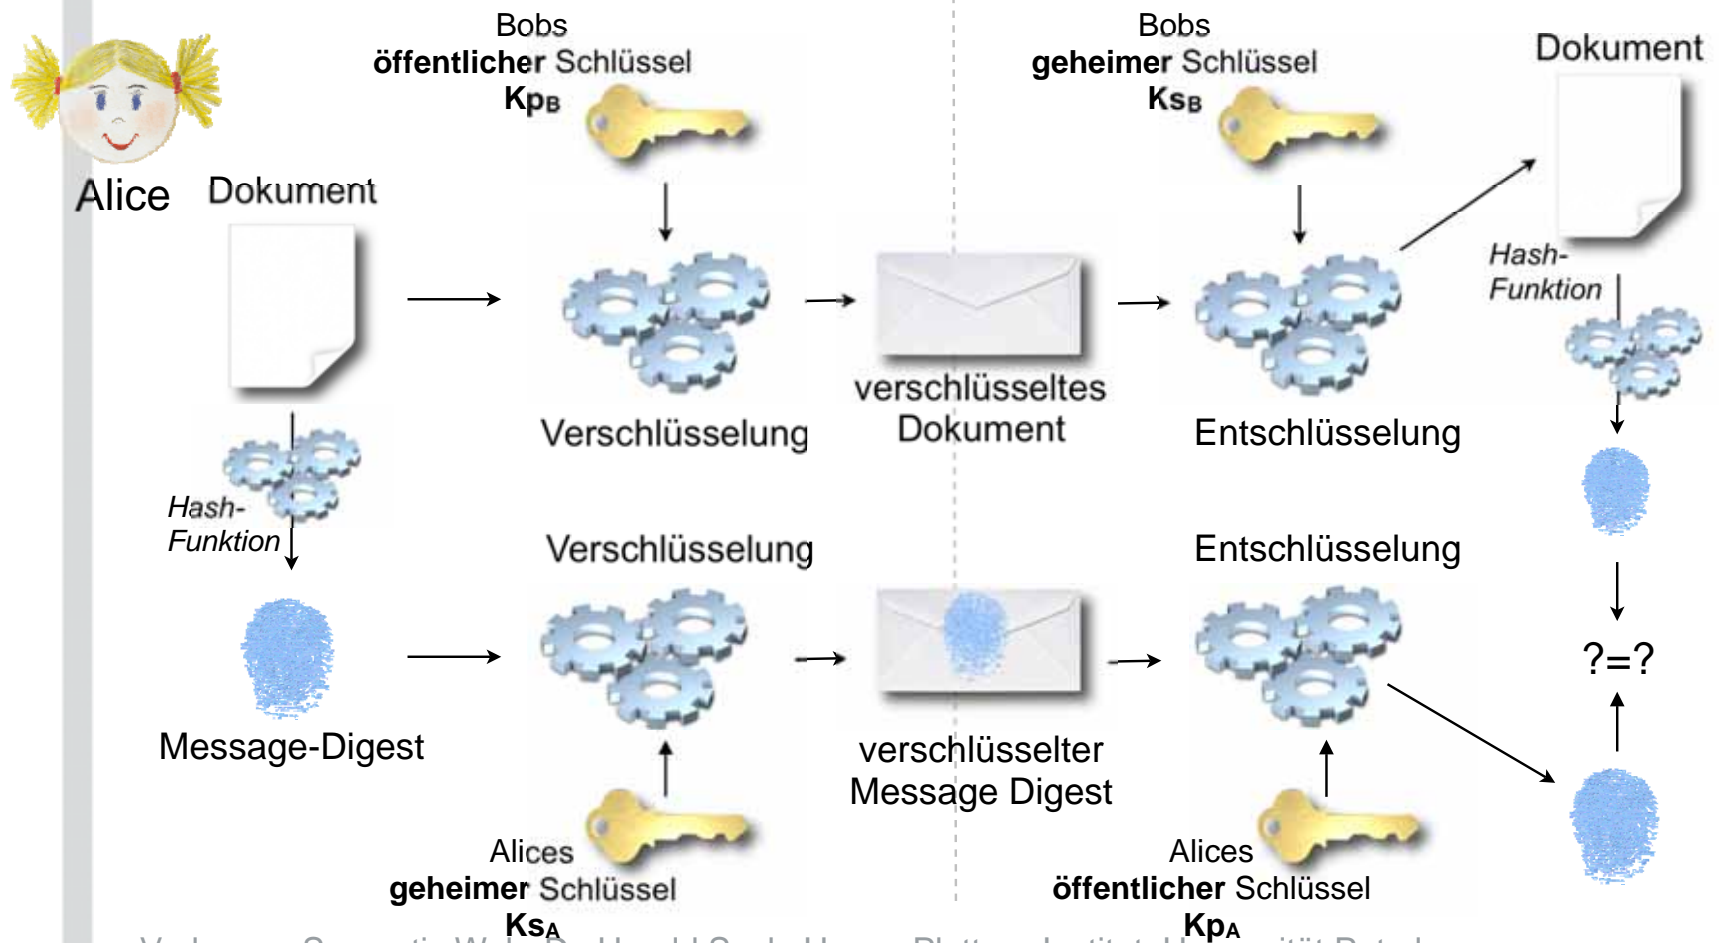 Bobs
öffentlicher Schlüssel
KpB
Bobs
geheimer Schlüssel
KsB
Dokument
Alice
Dokument
Hash-
Funktion
verschlüsseltes
Dokument
Verschlüsselung
Entschlüsselung
Hash-
Funktion
Verschlüsselung
Entschlüsselung
?=?
Message-Digest
verschlüsselter
Message Digest
Alices
geheimer Schlüssel
KsA
Alices
öffentlicher Schlüssel
KpA